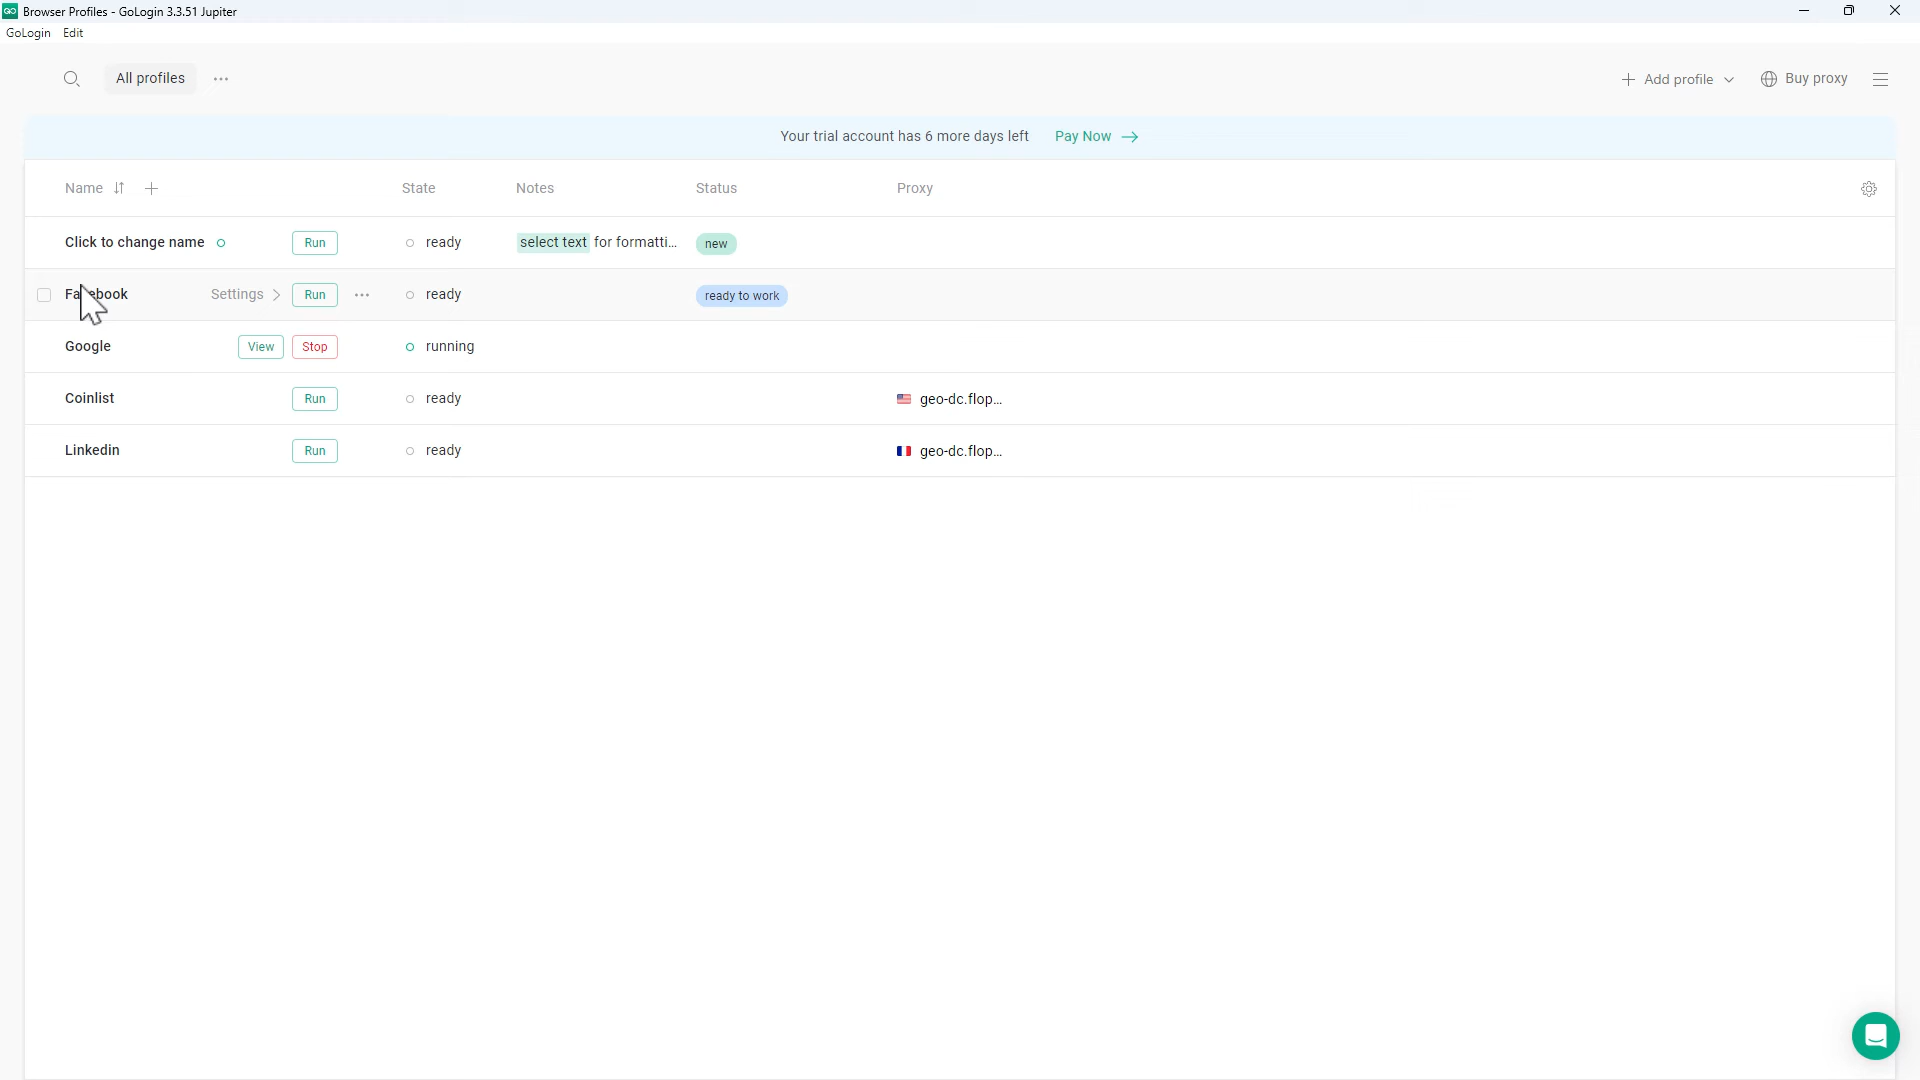 Browser Profiles - GoLogin 3.3.51 Jupiter
GoLogin Edit
All profiles ... Add profile Buy proxy
Your trial account has 6 more days left Pay Now →
Name State Notes Status Proxy
Click to change name Run ready select text for formatti... new
Settings > Run ... ready ready to work
Google View Stop running
Coinlist Run ready geo-dc.flop...
Linkedin Run ready geo-dc.flop...